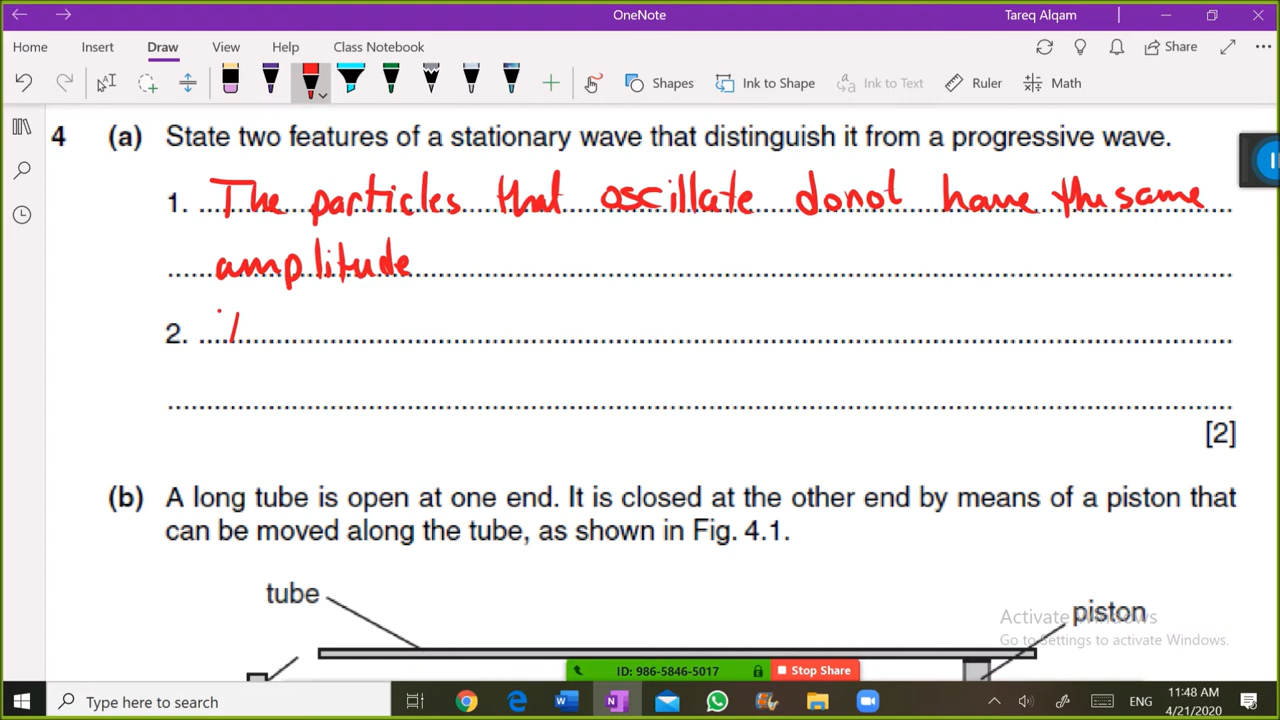 OneNote
Tareq Alqam
Home Insert Draw View Help Class Notebook Share
Shapes Ink to Shape Ink to Text Ruler Math
4 (a) State two features of a stationary wave that distinguish it from a progressive wave.
1. The particles that oscillate donot have the same
amplitude
2.
[2]
(b) A long tube is open at one end. It is closed at the other end by means of a piston that
can be moved along the tube, as shown in Fig. 4.1.
tube
piston
Activate Windows
Go to Settings to activate Windows.
ID: 986-5846-5017 Stop Share
Type here to search
ENG
11:48 AM
4/21/2020